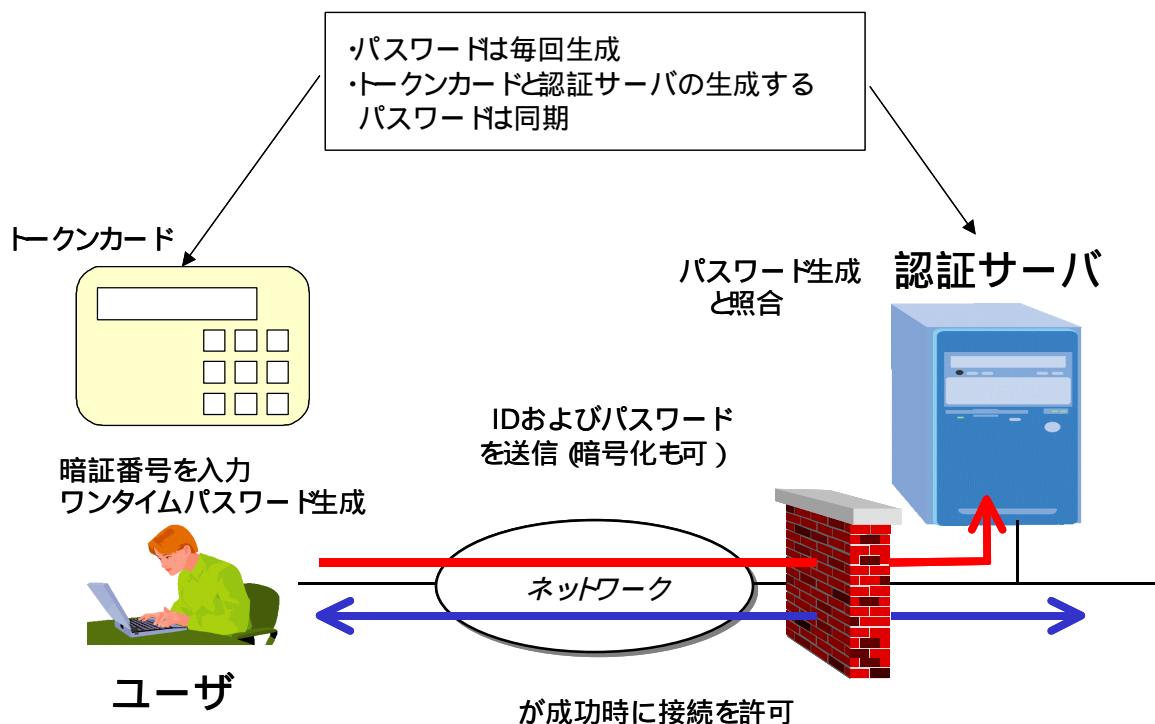 ・パスワードは毎回生成
・トークンカードと認証サーバの生成する
パスワードは同期
トークンカード
パスワード生成
と照合
認証サーバ
IDおよびパスワード
を送信（暗号化も可）
暗証番号を入力
ワンタイムパスワード生成
ネットワーク
ユーザ
が成功時に接続を許可